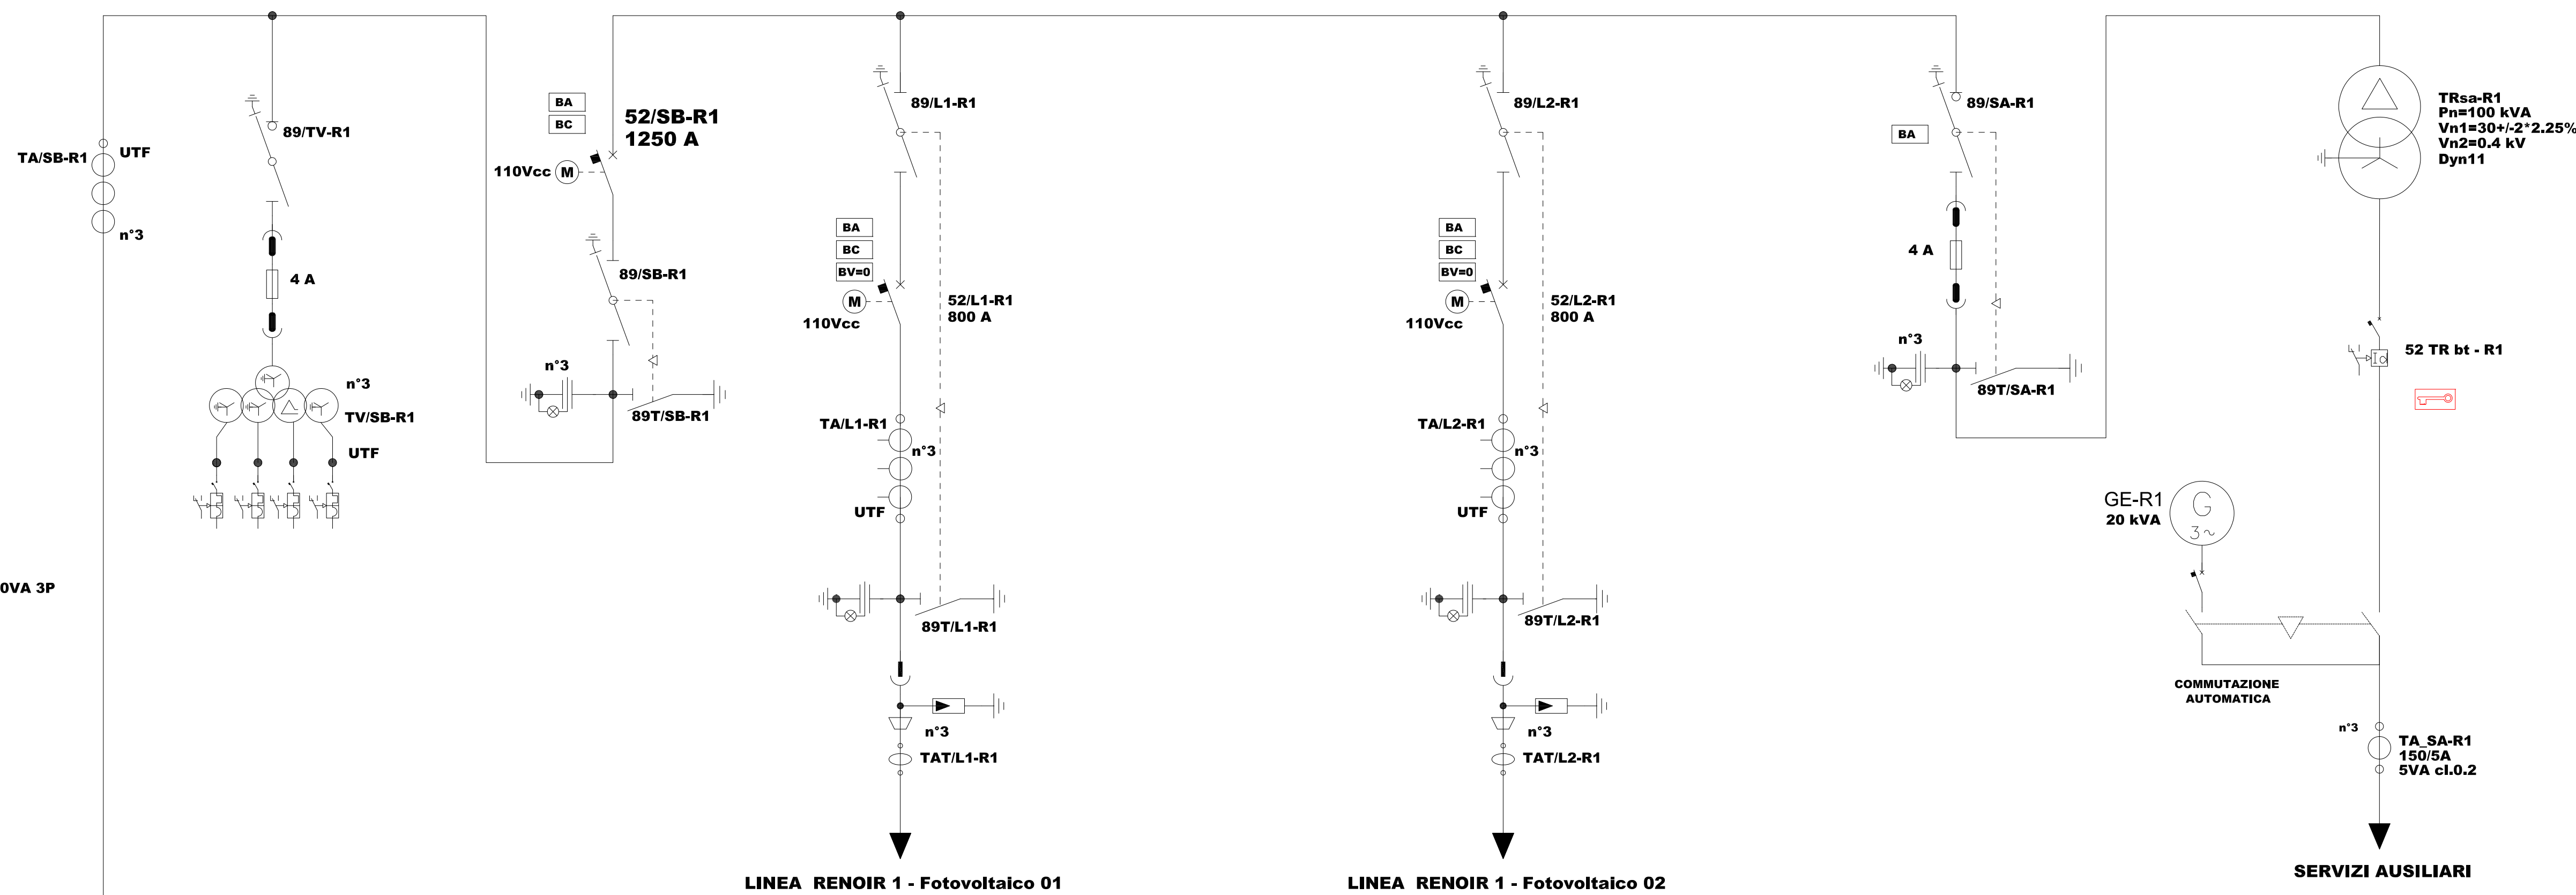 TA/SB-R1
UTF
n°3
0VA 3P
89/TV-R1
4 A
n°3
TV/SB-R1
UTF
BA
BC
52/SB-R1
1250 A
110Vcc
M
89/SB-R1
n°3
89T/SB-R1
89/L1-R1
BA
BC
BV=0
M
110Vcc
52/L1-R1
800 A
TA/L1-R1
n°3
UTF
89T/L1-R1
n°3
TAT/L1-R1
LINEA RENOIR 1 - Fotovoltaico 01
89/L2-R1
BA
BC
BV=0
M
110Vcc
52/L2-R1
800 A
TA/L2-R1
n°3
UTF
89T/L2-R1
n°3
TAT/L2-R1
LINEA RENOIR 1 - Fotovoltaico 02
89/SA-R1
BA
4 A
n°3
89T/SA-R1
TRsa-R1
Pn=100 kVA
Vn1=30+/-2*2.25%
Vn2=0.4 kV
Dyn11
52 TR bt - R1
Id
GE-R1
20 kVA
G
3~
COMMUTAZIONE
AUTOMATICA
n°3
TA_SA-R1
150/5A
5VA cl.0.2
SERVIZI AUSILIARI